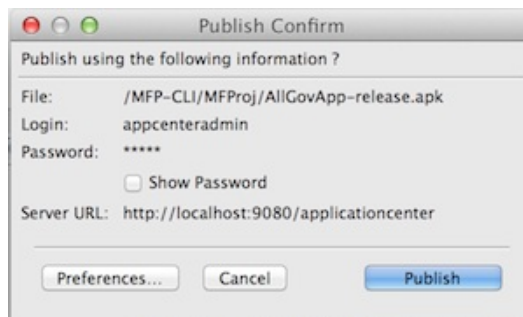 Publish Confirm
Publish using the following information ?
File: /MFP-CLI/MFProj/AllGovApp-release.apk
Login: appcenteradmin
Password: *****
Show Password
Server URL: http://localhost:9080/applicationcenter
Preferences... Cancel Publish